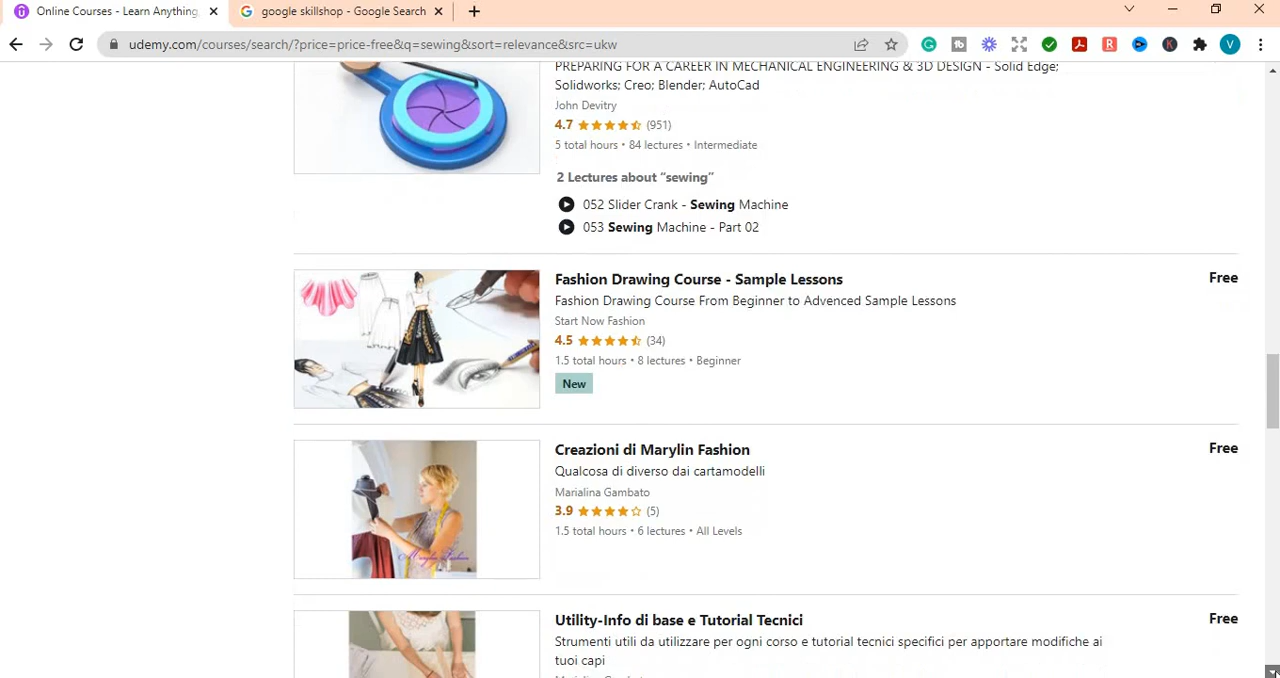 Online Courses - Learn Anything,
google skillshop - Google Search
udemy.com/courses/search/?price=price-free&q=sewing&sort=relevance&src=ukw
PREPARING FOR A CAREER IN MECHANICAL ENGINEERING & 3D DESIGN - Solid Edge;
Solidworks; Creo; Blender; AutoCad
John Devitry
4.7 (951)
5 total hours • 84 lectures • Intermediate
2 Lectures about “sewing”
052 Slider Crank - Sewing Machine
053 Sewing Machine - Part 02
Fashion Drawing Course - Sample Lessons
Free
Fashion Drawing Course From Beginner to Advenced Sample Lessons
Start Now Fashion
4.5 (34)
1.5 total hours • 8 lectures • Beginner
New
Creazioni di Marylin Fashion
Free
Qualcosa di diverso dai cartamodelli
Marialina Gambato
3.9 (5)
1.5 total hours • 6 lectures • All Levels
Marylin Fashion
Utility-Info di base e Tutorial Tecnici
Free
Strumenti utili da utilizzare per ogni corso e tutorial tecnici specifici per apportare modifiche ai
tuoi capi